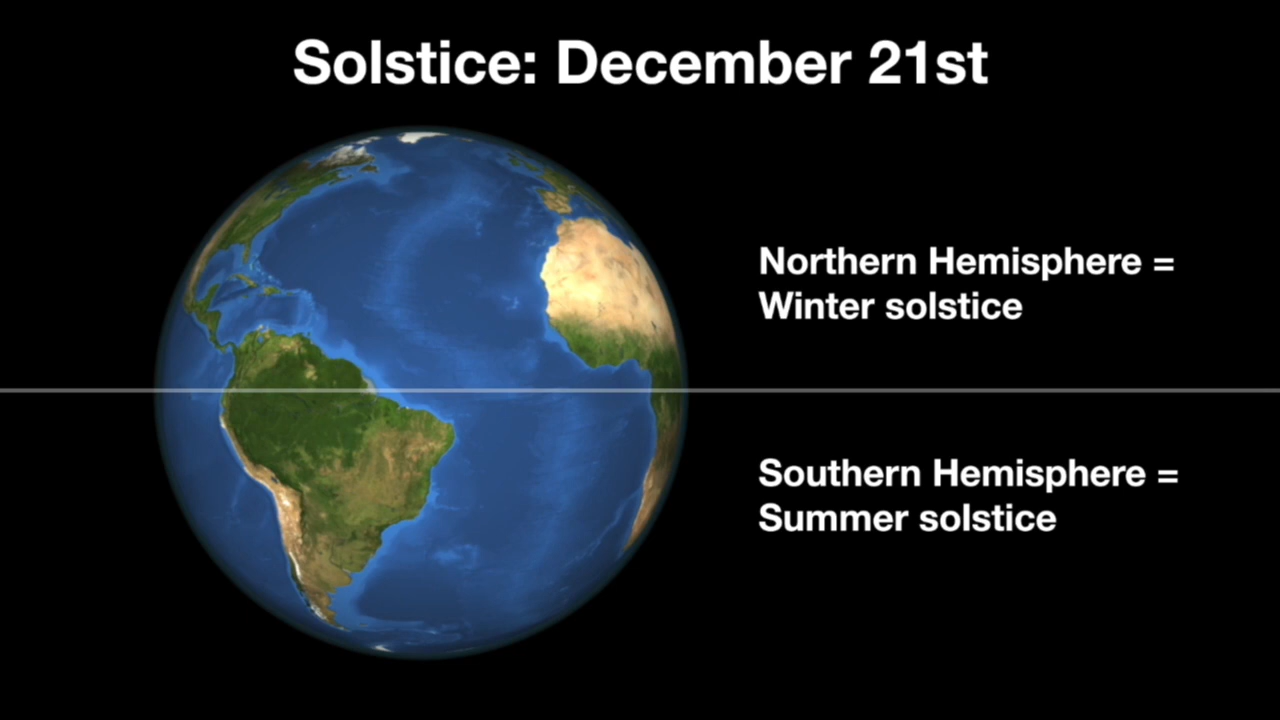 Solstice: December 21st
Northern Hemisphere =
Winter solstice
Southern Hemisphere =
Summer solstice